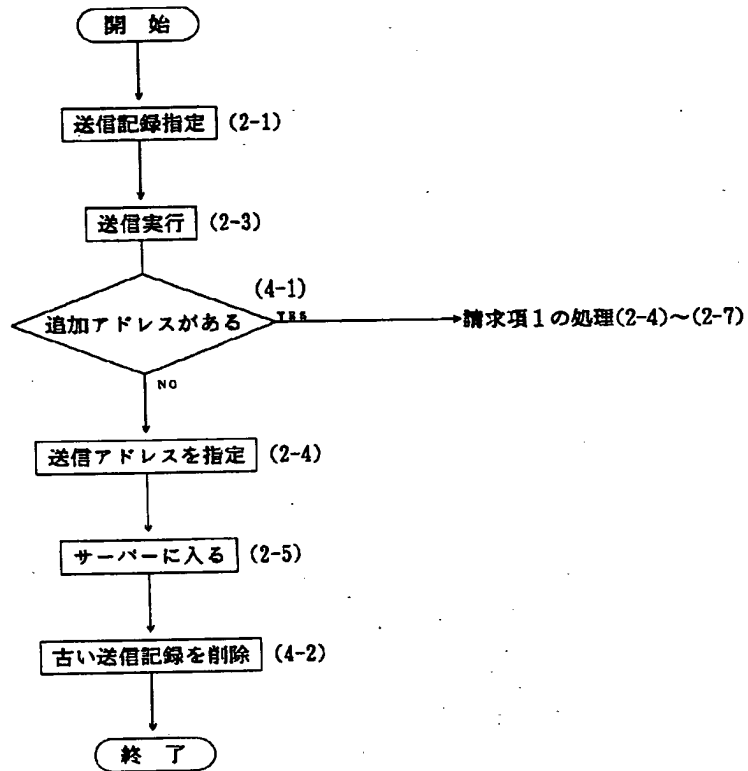 開 始
送信記録指定 (2-1)
送信実行 (2-3)
(4-1)
追加アドレスがある
YES
請求項1の処理(2-4)~(2-7)
NO
送信アドレスを指定 (2-4)
サーバーに入る (2-5)
古い送信記録を削除 (4-2)
終 了